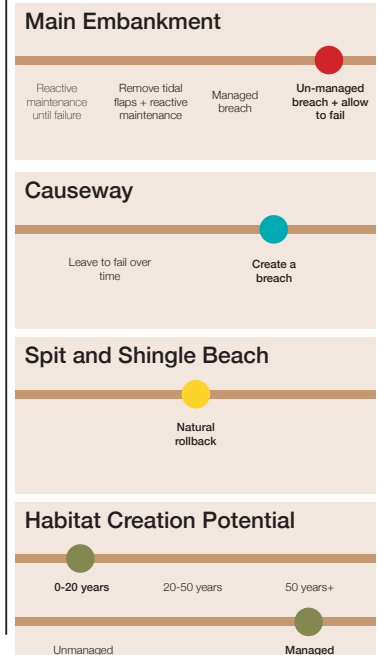 Main Embankment
Reactive
maintenance
until failure
Remove tidal
flaps + reactive
maintenance
Managed
breach
Un-managed
breach + allow
to fail
Causeway
Leave to fail over
time
Create a
breach
Spit and Shingle Beach
Natural
rollback
Habitat Creation Potential
0-20 years
20-50 years
50 years+
Unmanaged
Managed